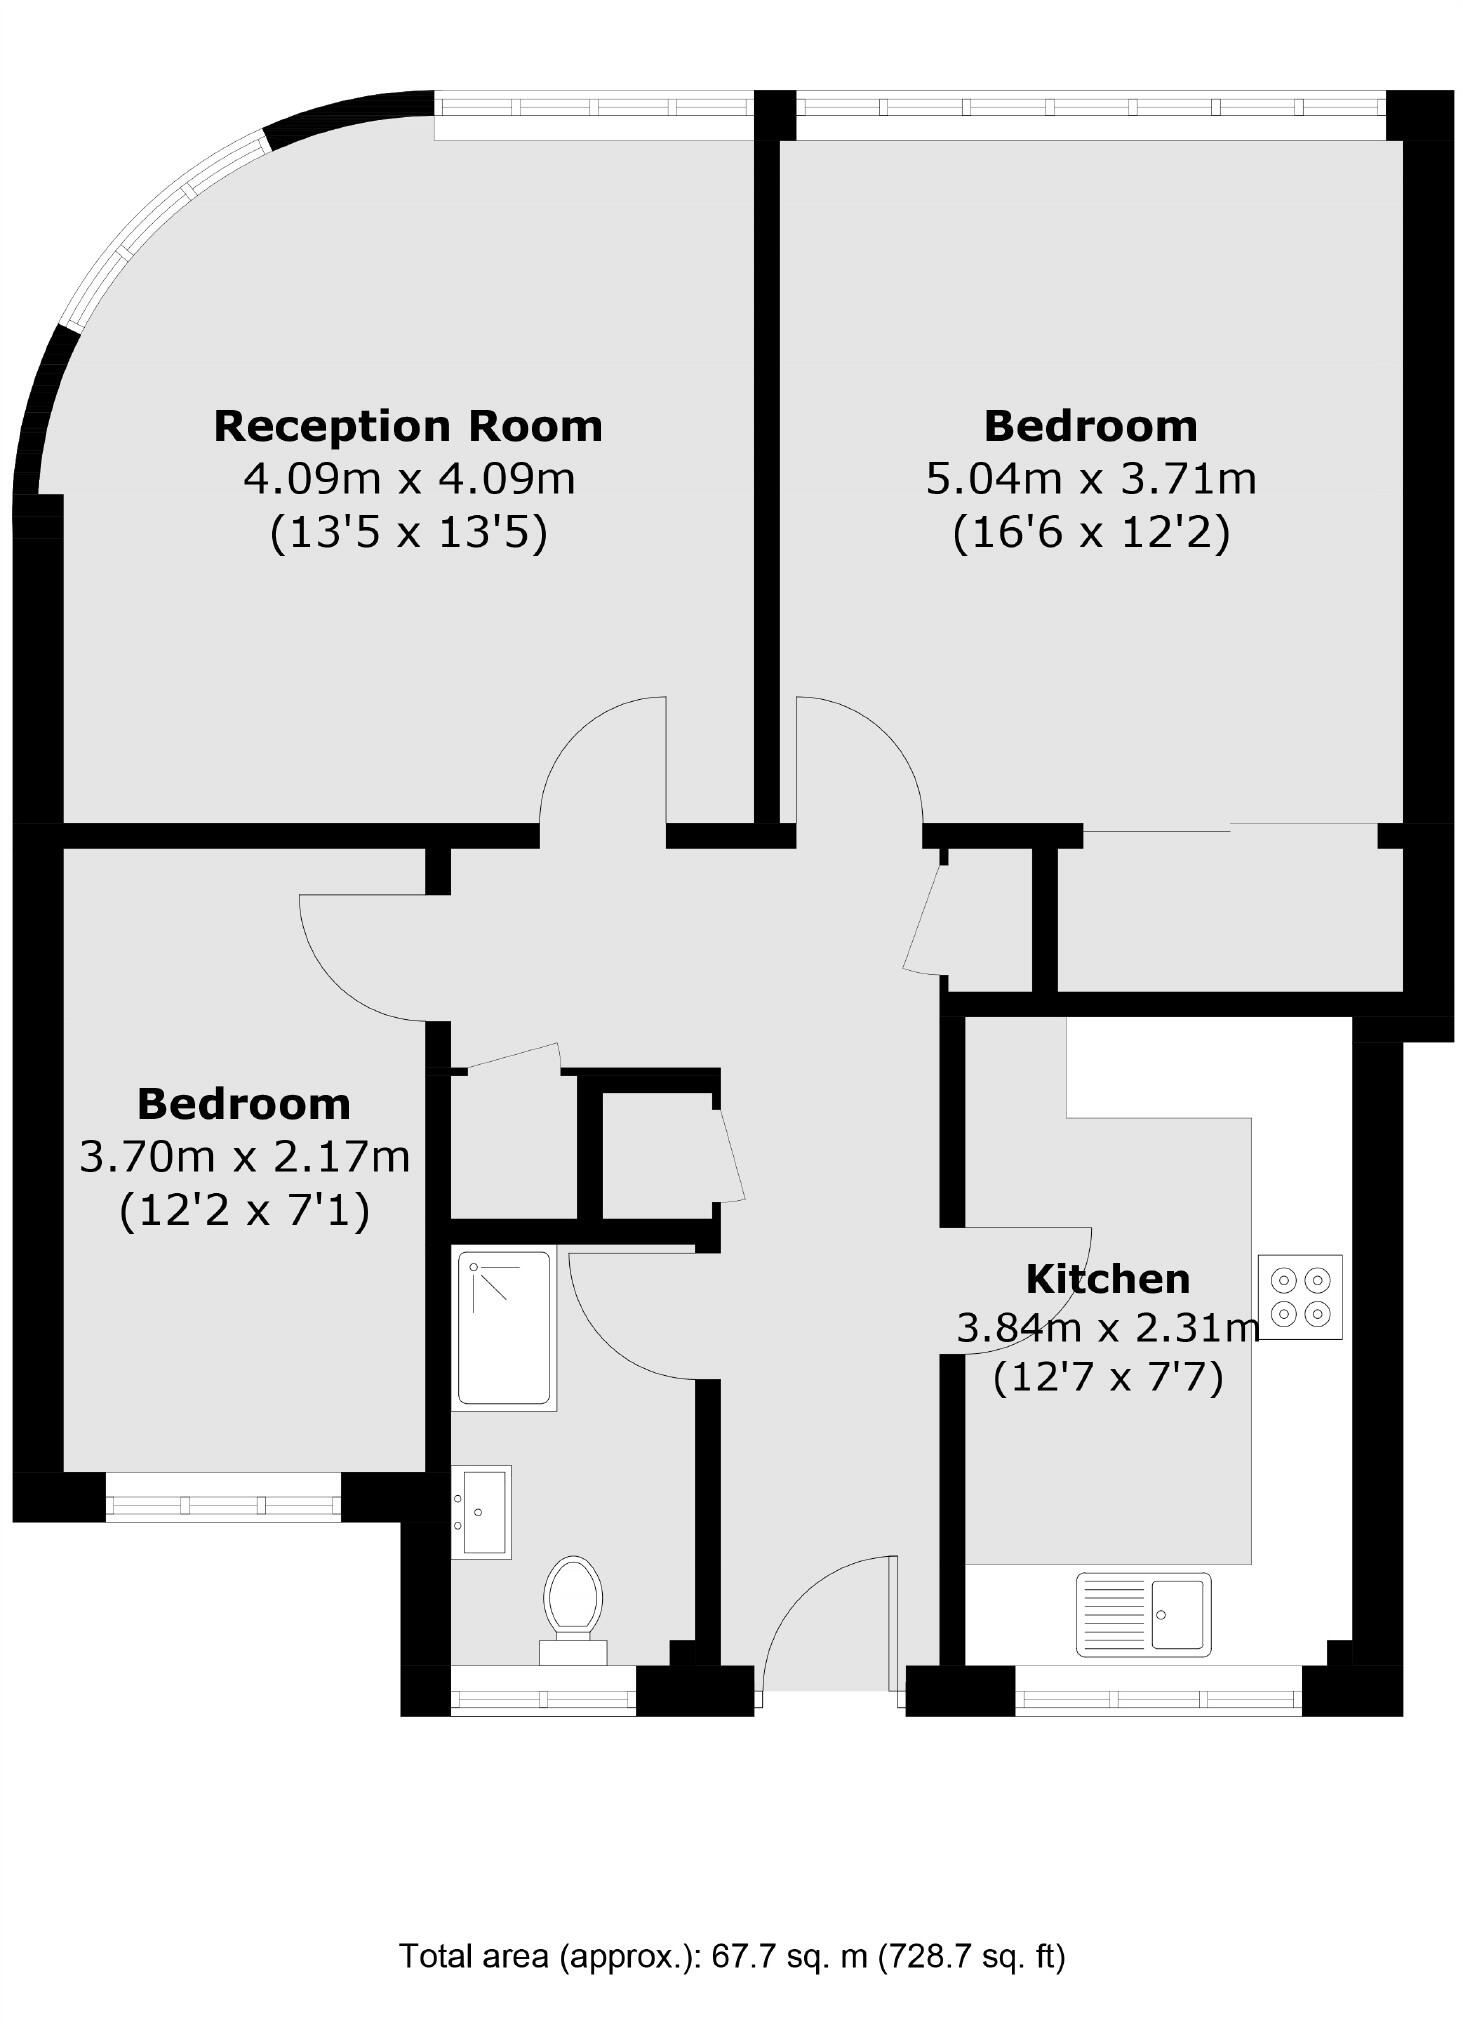 Reception Room
4.09m x 4.09m
(13'5 x 13'5)
Bedroom
5.04m x 3.71m
(16'6 x 12'2)
Bedroom
3.70m x 2.17m
(12'2 x 7'1)
Kitchen
3.84m x 2.31m
(12'7 x 7'7)
Total area (approx.): 67.7 sq. m (728.7 sq. ft)